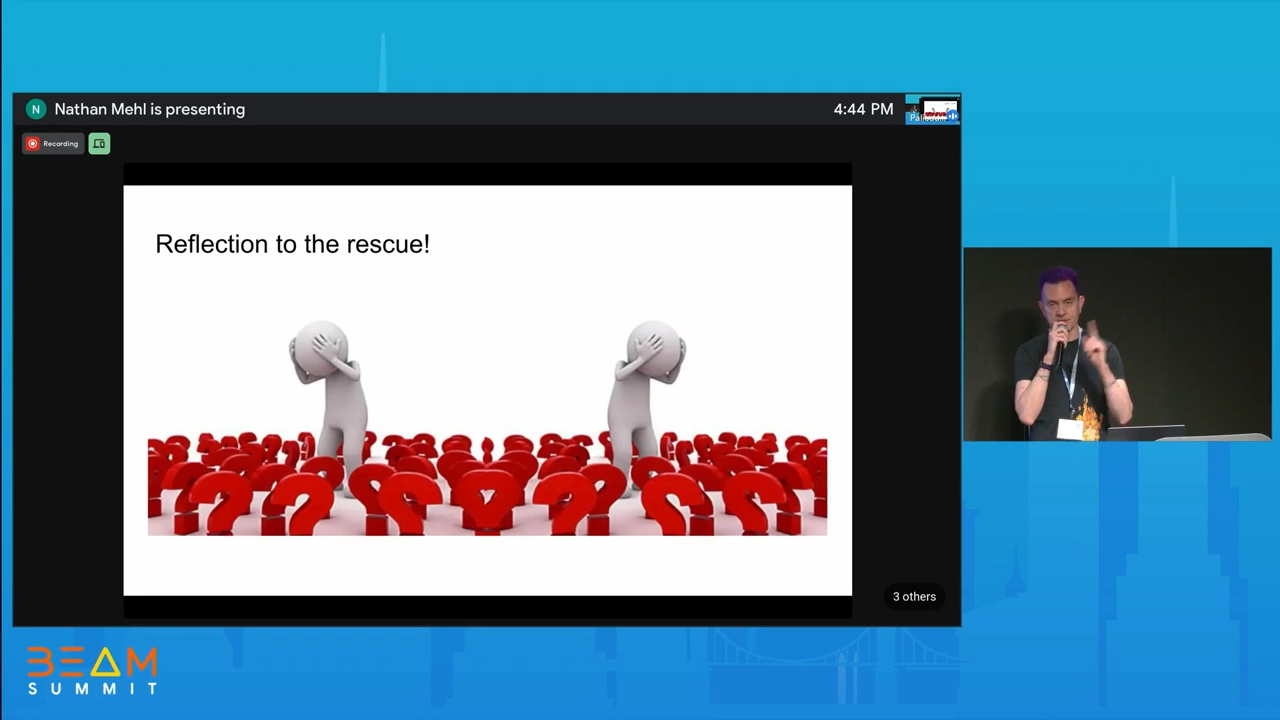 N
Nathan Mehl is presenting
4:44 PM
Recording
Reflection to the rescue!
3 others
BEAM
SUMMIT